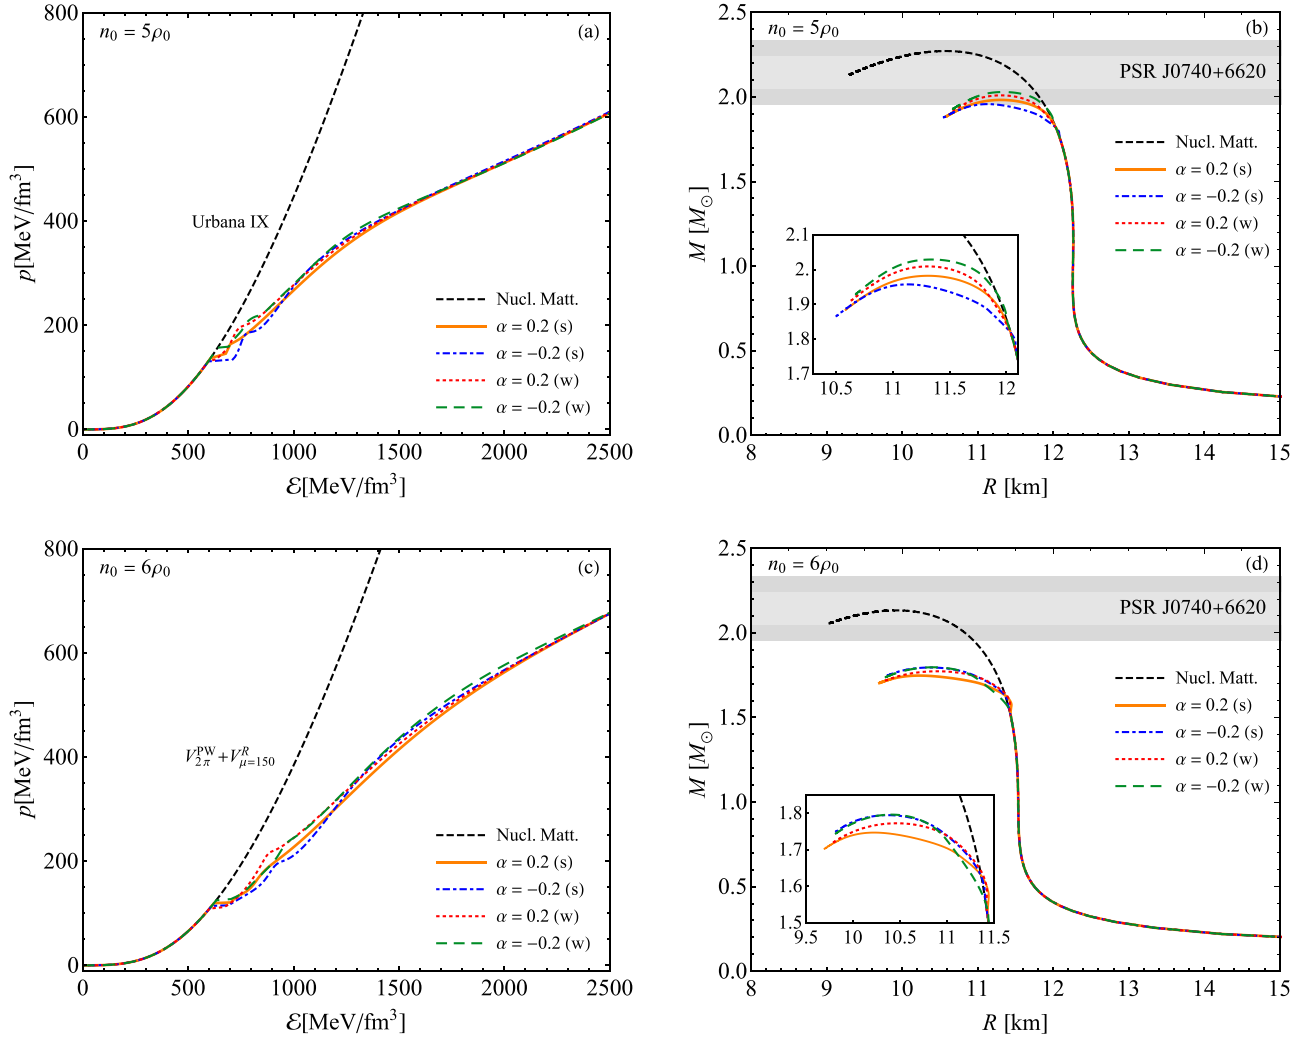 n₀ = 5ρ₀
(a)
800
600
400
200
0
p[MeV/fm³]
Urbana IX
Nucl. Matt.
α = 0.2 (s)
α = −0.2 (s)
α = 0.2 (w)
α = −0.2 (w)
0 500 1000 1500 2000 2500
ℰ[MeV/fm³]
n₀ = 5ρ₀
(b)
PSR J0740+6620
2.5
2.0
1.5
1.0
0.5
0.0
M [M⊙]
Nucl. Matt.
α = 0.2 (s)
α = −0.2 (s)
α = 0.2 (w)
α = −0.2 (w)
2.1
2.
1.9
1.8
1.7
10.5 11 11.5 12
8 9 10 11 12 13 14 15
R [km]
n₀ = 6ρ₀
(c)
800
600
400
200
0
p[MeV/fm³]
V_{2π}^{PW} + V_{μ=150}^{R}
Nucl. Matt.
α = 0.2 (s)
α = −0.2 (s)
α = 0.2 (w)
α = −0.2 (w)
0 500 1000 1500 2000 2500
ℰ[MeV/fm³]
n₀ = 6ρ₀
(d)
PSR J0740+6620
2.5
2.0
1.5
1.0
0.5
0.0
M [M⊙]
Nucl. Matt.
α = 0.2 (s)
α = −0.2 (s)
α = 0.2 (w)
α = −0.2 (w)
1.8
1.7
1.6
1.5
9.5 10 10.5 11 11.5
8 9 10 11 12 13 14 15
R [km]